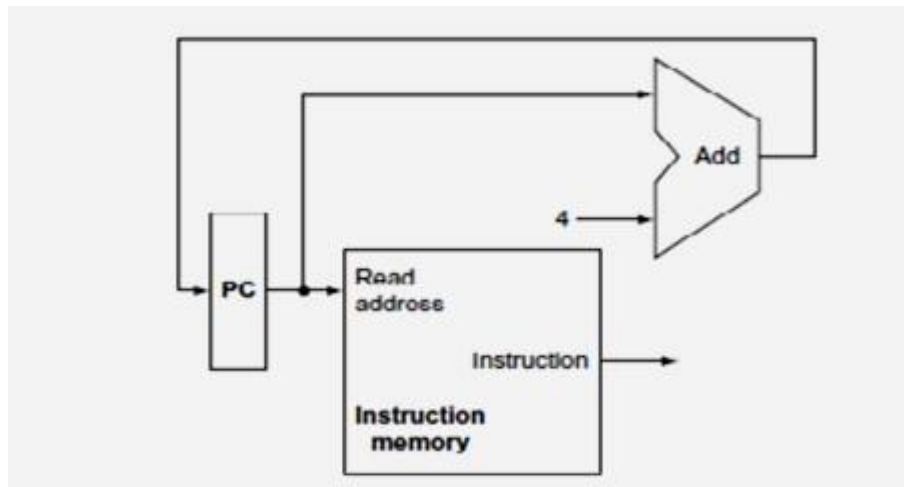 Add
4
PC
Read
address
Instruction
Instruction
memory